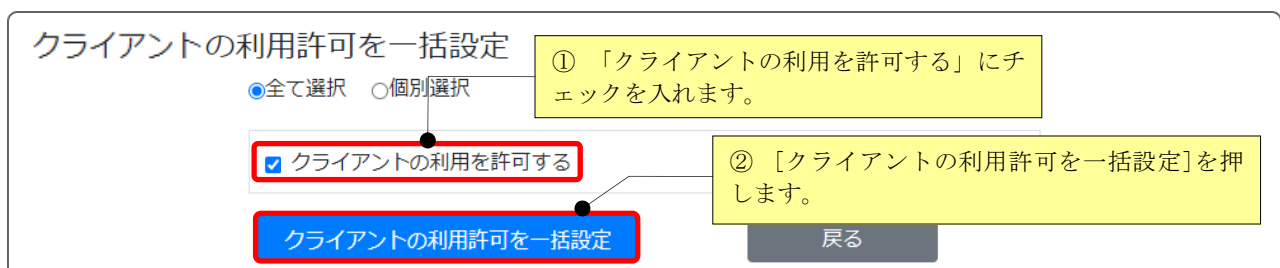 クライアントの利用許可を一括設定
① 「クライアントの利用を許可する」にチ
ェックを入れます。
全て選択 個別選択
クライアントの利用を許可する
② [クライアントの利用許可を一括設定]を押
します。
クライアントの利用許可を一括設定
戻る